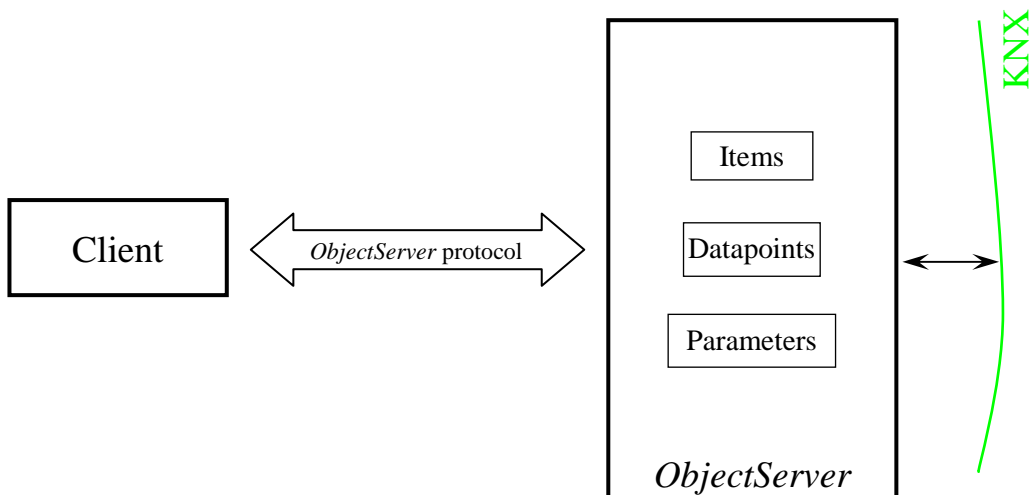 KNX
Items
Client
ObjectServer protocol
Datapoints
Parameters
ObjectServer